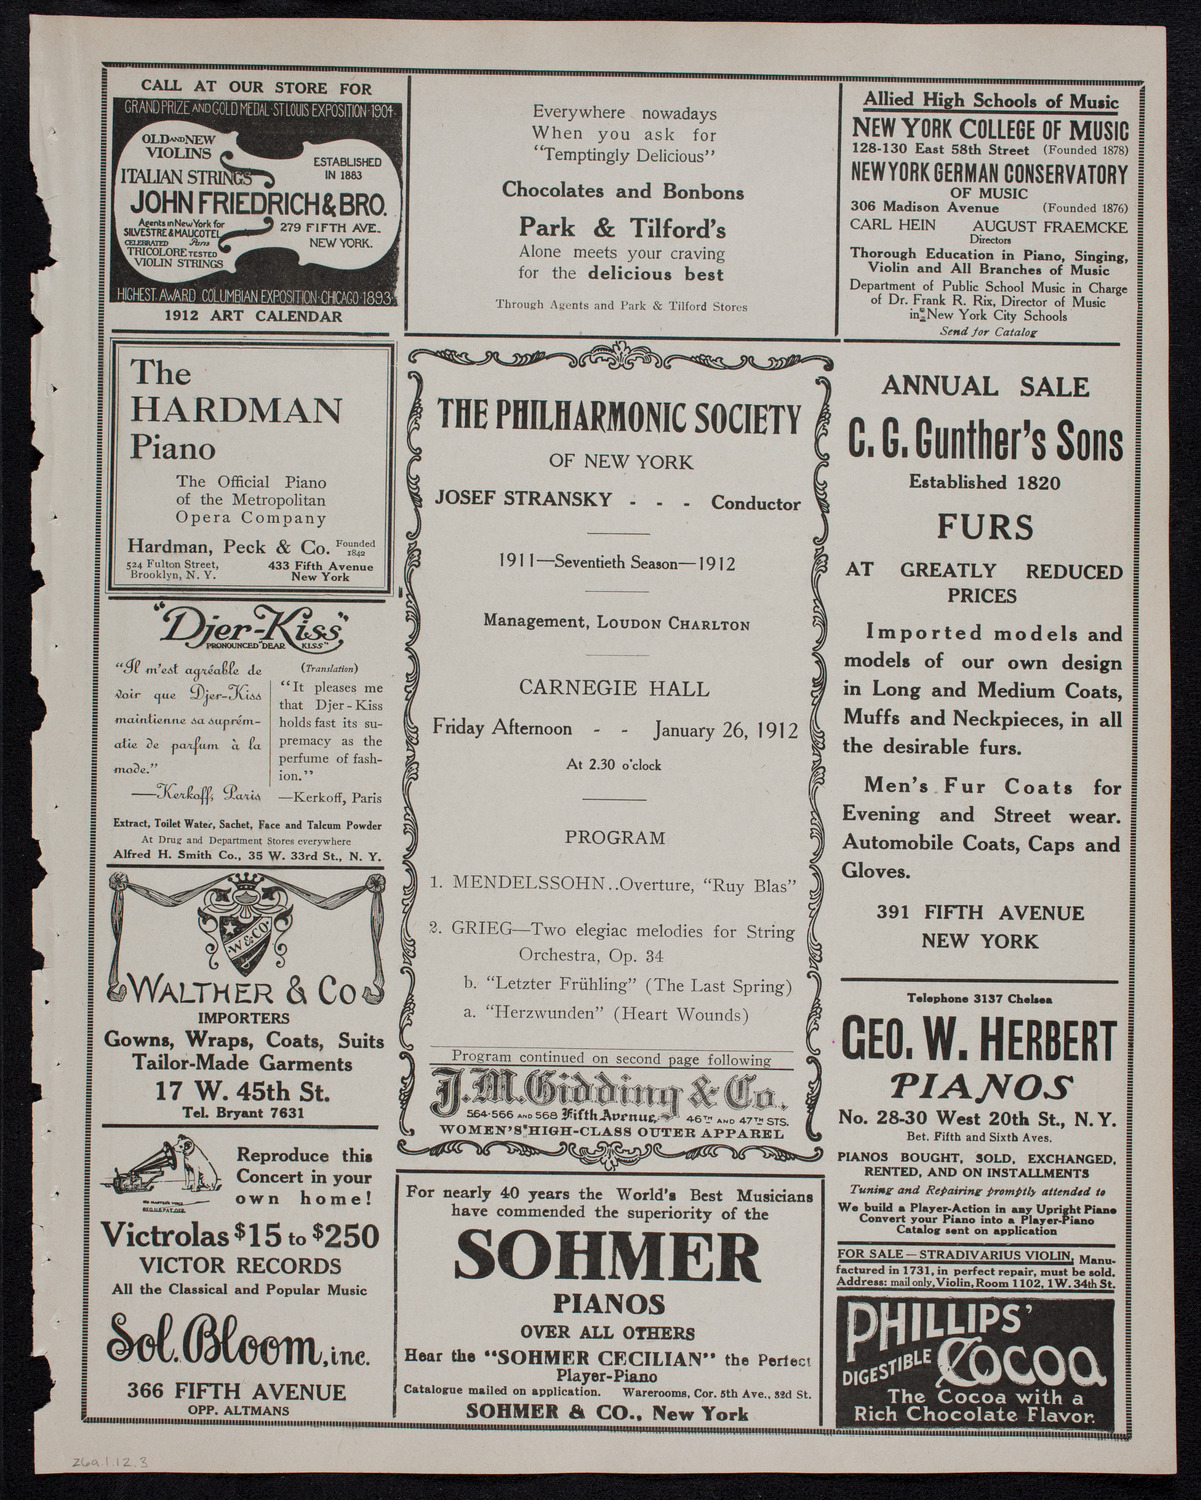 CALL AT OUR STORE FOR
GRAND PRIZE AND GOLD MEDAL·ST LOUIS EXPOSITION·1904·
OLD AND NEW
VIOLINS
ITALIAN STRINGS
ESTABLISHED
IN 1883
JOHN FRIEDRICH & BRO.
Agents in New York for
SILVESTRE & MAUCOTEL
CELEBRATED Paris
TRICOLORE TESTED
VIOLIN STRINGS
279 FIFTH AVE.
NEW YORK.
HIGHEST AWARD COLUMBIAN EXPOSITION·CHICAGO·1893
1912 ART CALENDAR
Everywhere nowadays
When you ask for
"Temptingly Delicious"
Chocolates and Bonbons
Park & Tilford's
Alone meets your craving
for the delicious best
Through Agents and Park & Tilford Stores
Allied High Schools of Music
NEW YORK COLLEGE OF MUSIC
128-130 East 58th Street (Founded 1878)
NEW YORK GERMAN CONSERVATORY
OF MUSIC
306 Madison Avenue (Founded 1876)
CARL HEIN AUGUST FRAEMCKE
Directors
Thorough Education in Piano, Singing,
Violin and All Branches of Music
Department of Public School Music in Charge
of Dr. Frank R. Rix, Director of Music
in New York City Schools
Send for Catalog
The
HARDMAN
Piano
The Official Piano
of the Metropolitan
Opera Company
Hardman, Peck & Co. Founded 1842
524 Fulton Street,
Brooklyn, N. Y.
433 Fifth Avenue
New York
"Djer-Kiss"
PRONOUNCED "DEAR KISS"
"Il m'est agréable de
voir que Djer-Kiss
maintienne sa suprém-
atie de parfum à la
mode."
—Kerkoff, Paris
(Translation)
"It pleases me
that Djer-Kiss
holds fast its su-
premacy as the
perfume of fash-
ion."
—Kerkoff, Paris
Extract, Toilet Water, Sachet, Face and Talcum Powder
At Drug and Department Stores everywhere
Alfred H. Smith Co., 35 W. 33rd St., N. Y.
W & CO
WALTHER & CO
IMPORTERS
Gowns, Wraps, Coats, Suits
Tailor-Made Garments
17 W. 45th St.
Tel. Bryant 7631
HIS MASTER'S VOICE
REG. U.S. PAT. OFF.
Reproduce this
Concert in your
own home!
Victrolas $15 to $250
VICTOR RECORDS
All the Classical and Popular Music
Sol. Bloom, inc.
366 FIFTH AVENUE
OPP. ALTMANS
THE PHILHARMONIC SOCIETY
OF NEW YORK
JOSEF STRANSKY - - - Conductor
1911—Seventieth Season—1912
Management, LOUDON CHARLTON
CARNEGIE HALL
Friday Afternoon - - January 26, 1912
At 2.30 o'clock
PROGRAM
1. MENDELSSOHN..Overture, "Ruy Blas"
2. GRIEG—Two elegiac melodies for String
Orchestra, Op. 34
b. "Letzter Frühling" (The Last Spring)
a. "Herzwunden" (Heart Wounds)
Program continued on second page following
J. M. Gidding & Co.
564-566 AND 568 Fifth Avenue, 46TH AND 47TH STS.
WOMEN'S HIGH-CLASS OUTER APPAREL
For nearly 40 years the World's Best Musicians
have commended the superiority of the
SOHMER
PIANOS
OVER ALL OTHERS
Hear the "SOHMER CECILIAN" the Perfect
Player-Piano
Catalogue mailed on application. Warerooms, Cor. 5th Ave., 32d St.
SOHMER & CO., New York
ANNUAL SALE
C. G. Gunther's Sons
Established 1820
FURS
AT GREATLY REDUCED
PRICES
Imported models and
models of our own design
in Long and Medium Coats,
Muffs and Neckpieces, in all
the desirable furs.
Men's Fur Coats for
Evening and Street wear.
Automobile Coats, Caps and
Gloves.
391 FIFTH AVENUE
NEW YORK
Telephone 3137 Chelsea
GEO. W. HERBERT
PIANOS
No. 28-30 West 20th St., N. Y.
Bet. Fifth and Sixth Aves.
PIANOS BOUGHT, SOLD, EXCHANGED,
RENTED, AND ON INSTALLMENTS
Tuning and Repairing promptly attended to
We build a Player-Action in any Upright Piano
Convert your Piano into a Player-Piano
Catalog sent on application
FOR SALE—STRADIVARIUS VIOLIN, Manu-
factured in 1731, in perfect repair, must be sold.
Address: mail only, Violin, Room 1102, 1 W. 34th St.
PHILLIPS'
DIGESTIBLE COCOA
The Cocoa with a
Rich Chocolate Flavor.
26a.1.12.3